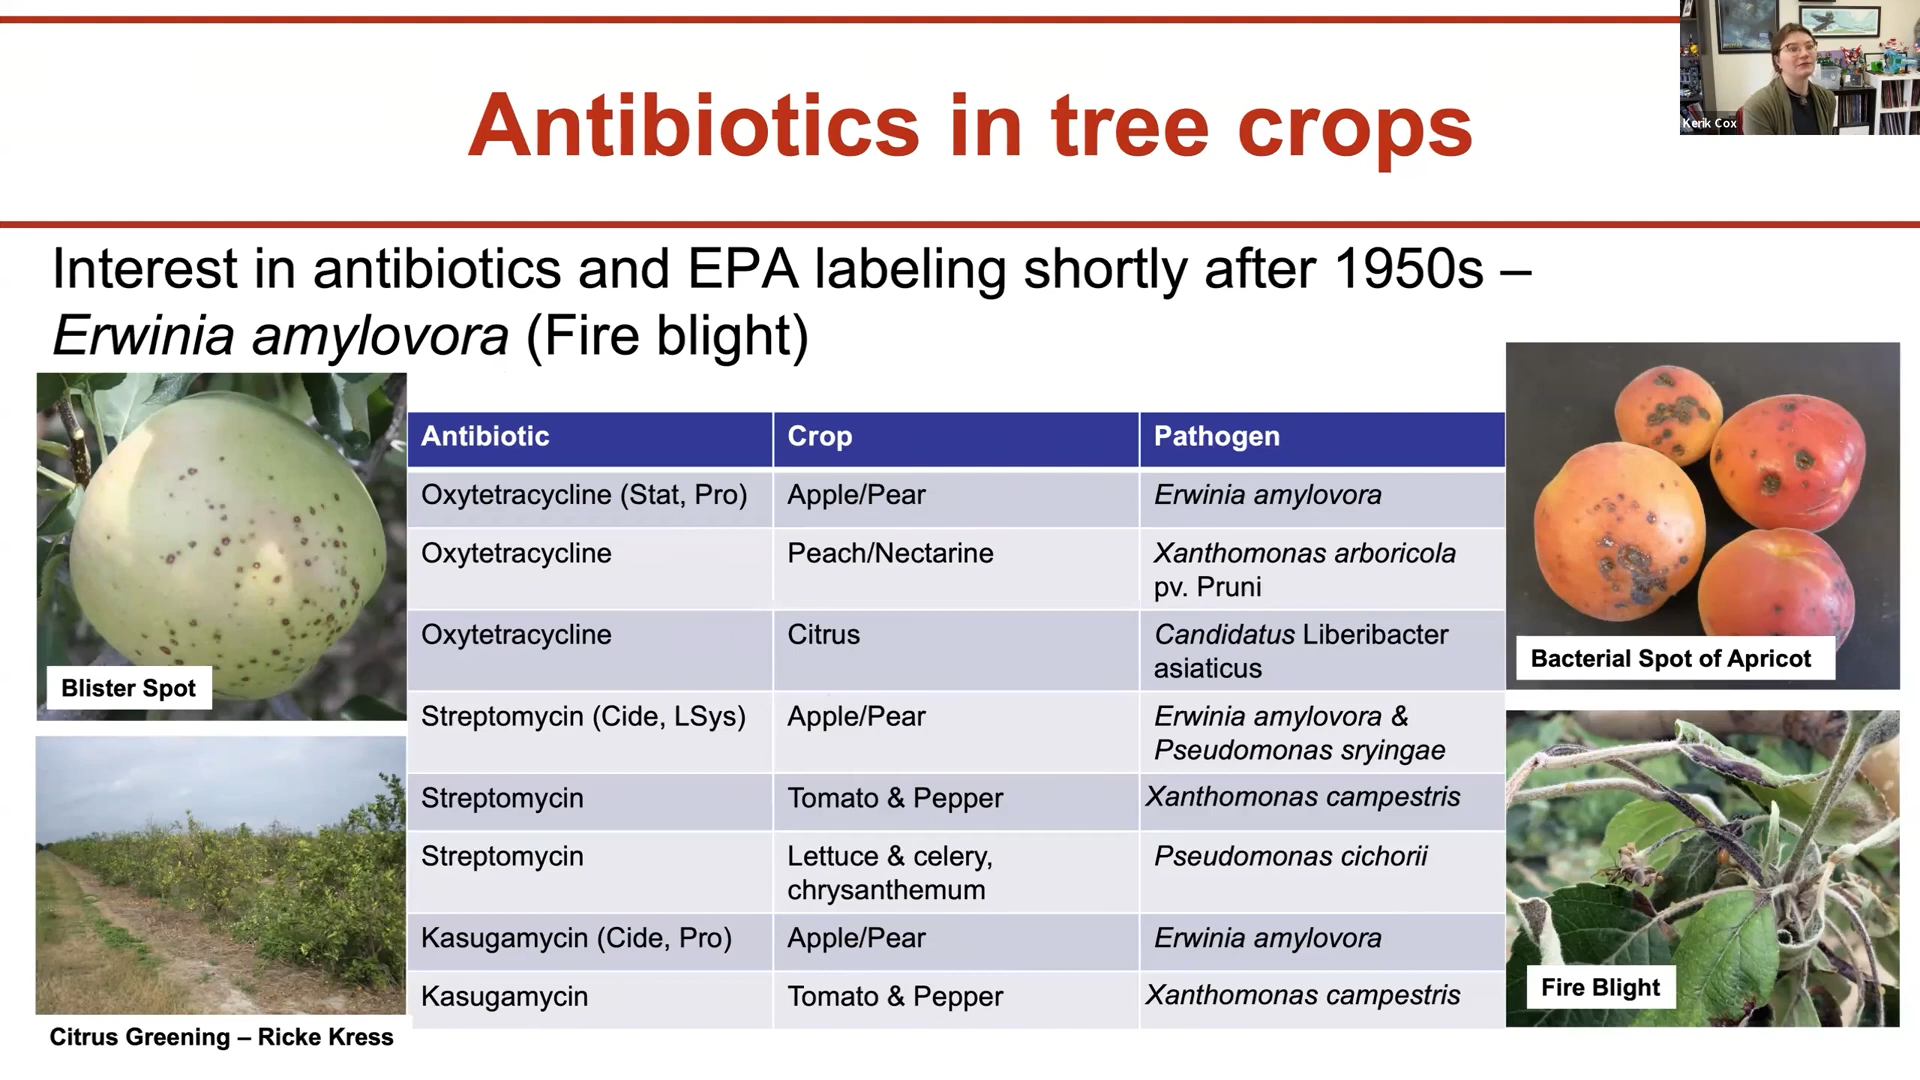 Antibiotics in tree crops
Kerik Cox
Interest in antibiotics and EPA labeling shortly after 1950s –
Erwinia amylovora (Fire blight)
Antibiotic Crop Pathogen
Oxytetracycline (Stat, Pro) Apple/Pear Erwinia amylovora
Oxytetracycline Peach/Nectarine Xanthomonas arboricola
pv. Pruni
Oxytetracycline Citrus Candidatus Liberibacter
asiaticus
Streptomycin (Cide, LSys) Apple/Pear Erwinia amylovora &
Pseudomonas sryingae
Streptomycin Tomato & Pepper Xanthomonas campestris
Streptomycin Lettuce & celery, Pseudomonas cichorii
chrysanthemum
Kasugamycin (Cide, Pro) Apple/Pear Erwinia amylovora
Kasugamycin Tomato & Pepper Xanthomonas campestris
Blister Spot
Citrus Greening – Ricke Kress
Bacterial Spot of Apricot
Fire Blight